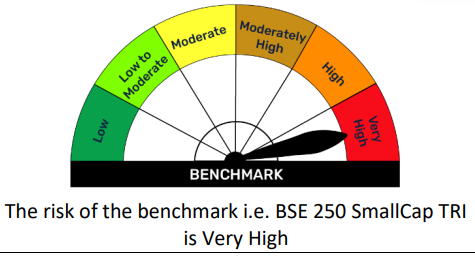 Low
Low to
Moderate
Moderate
Moderately
High
High
Very
High
BENCHMARK
The risk of the benchmark i.e. BSE 250 SmallCap TRI
is Very High